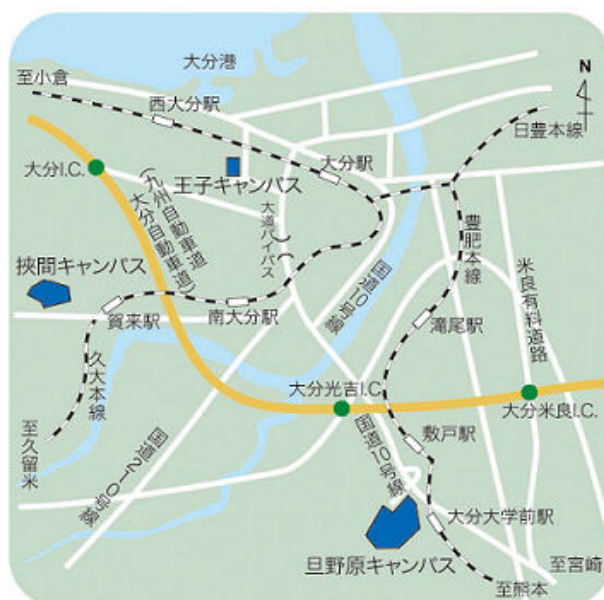 大分港
至小倉
N
西大分駅
日豊本線
大分駅
大分I.C.
王子キャンパス
(九州自動車道
大分自動車道)
大道バイパス
豊肥本線
挟間キャンパス
国道10号線
米良有料道路
賀来駅
南大分駅
滝尾駅
久大本線
大分光吉I.C.
大分米良I.C.
至久留米
国道210号線
国道10号線
敷戸駅
大分大学前駅
旦野原キャンパス
至宮崎
至熊本